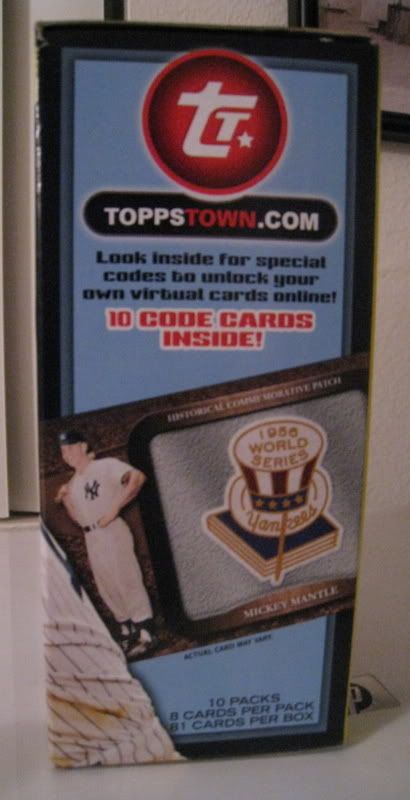 TT
TOPPSTOWN.COM
Look inside for special
codes to unlock your
own virtual cards online!
10 CODE CARDS
INSIDE!
HISTORICAL COMMEMORATIVE PATCH
1956
WORLD
SERIES
Yankees
NY
MICKEY MANTLE
ACTUAL CARD MAY VARY.
10 PACKS
8 CARDS PER PACK
81 CARDS PER BOX